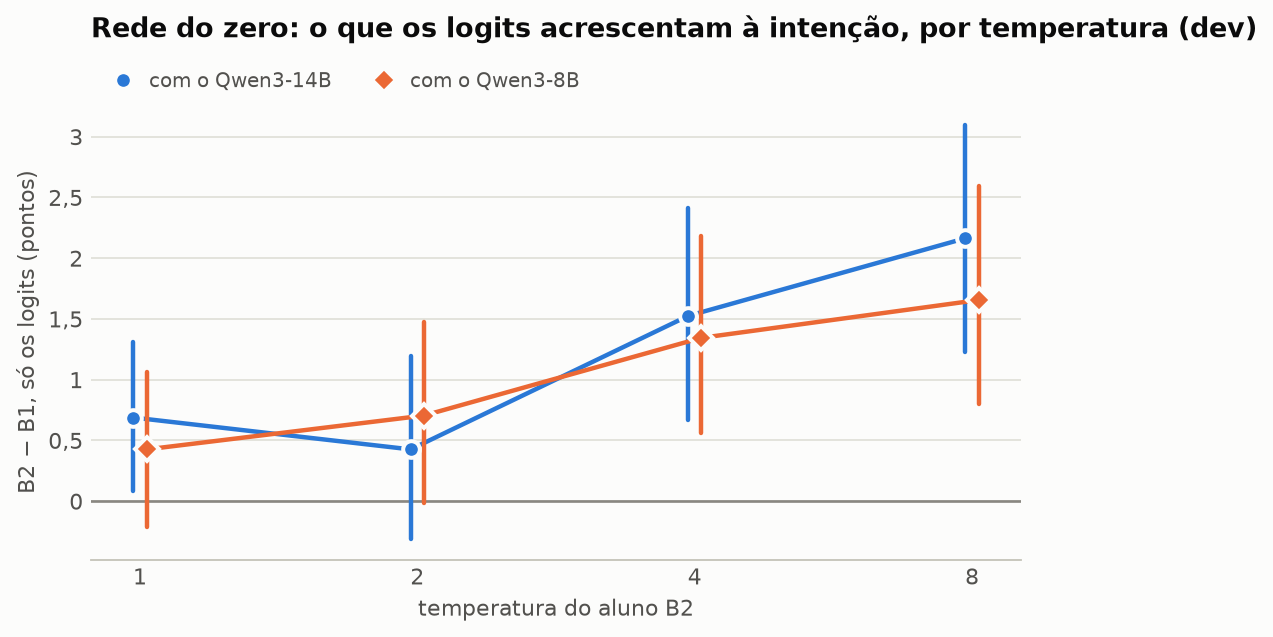 Rede do zero: o que os logits acrescentam à intenção, por temperatura (dev)
com o Qwen3-14B
com o Qwen3-8B
B2 − B1, só os logits (pontos)
3
2,5
2
1,5
1
0,5
0
1
2
4
8
temperatura do aluno B2